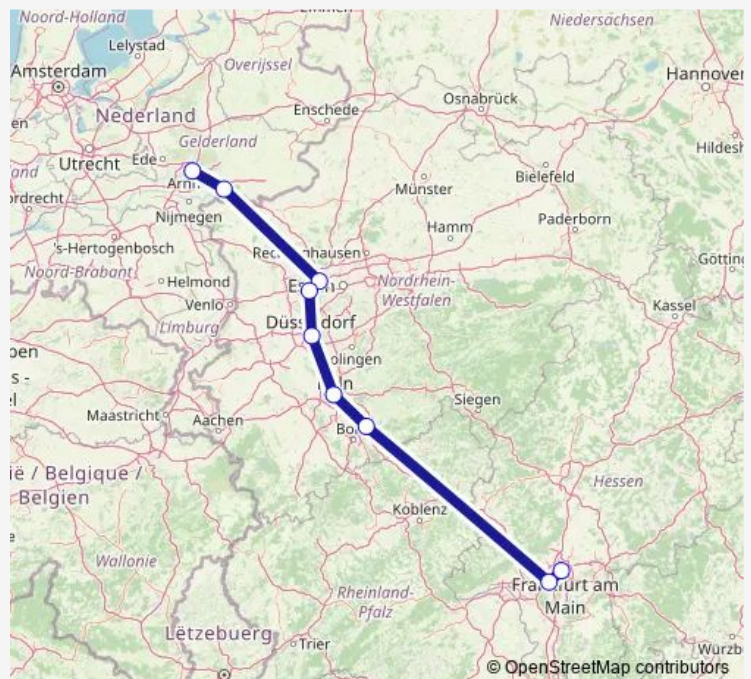 Noord-Holland
Niedersachsen
Lelystad
Amsterdam
Overijssel
Hannover
Osnabrück
Enschede
Nederland
Gelderland
Utrecht
Ede
Bielefeld
Münster
Nijmegen
Paderborn
Hamm
's-Hertogenbosch
Noord-Brabant
Helmond
Nordrhein-
Westfalen
Venlo
Kassel
Limburg
Siegen
Maastricht
Aachen
België / Belgique /
Belgien
Hessen
Koblenz
Wallonie
Frankfurt am
Main
Rheinland-
Pfalz
Lëtzebuerg
Trier
© OpenStreetMap contributors